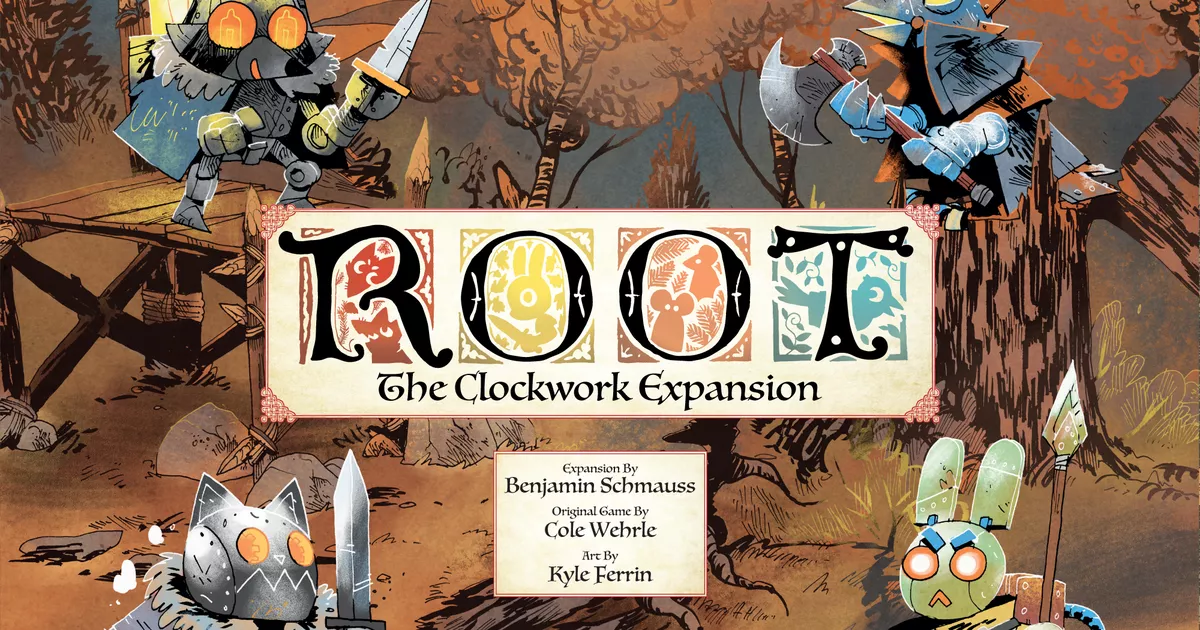 ROOT
The Clockwork Expansion
Expansion By
Benjamin Schmauss
Original Game By
Cole Wehrle
Art By
Kyle Ferrin